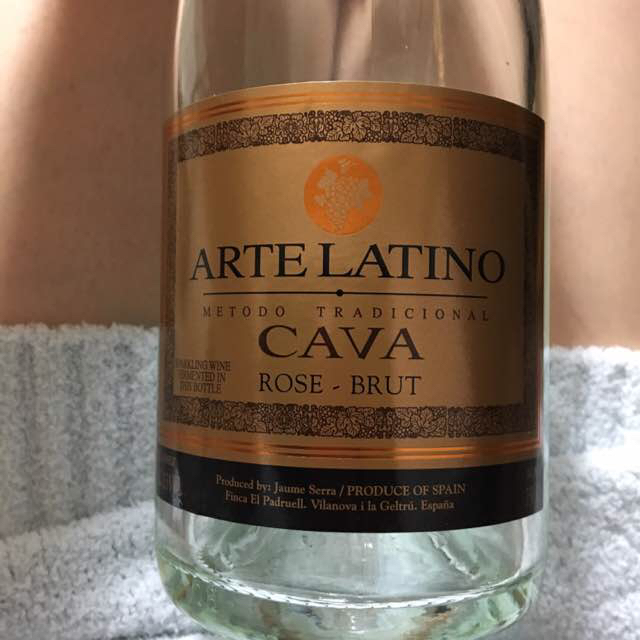 ARTE LATINO
METODO TRADICIONAL
CAVA
SPARKLING WINE
FERMENTED IN
THIS BOTTLE
ROSE - BRUT
Produced by: Jaume Serra / PRODUCE OF SPAIN
Finca El Padruell. Vilanova i la Geltrú. España